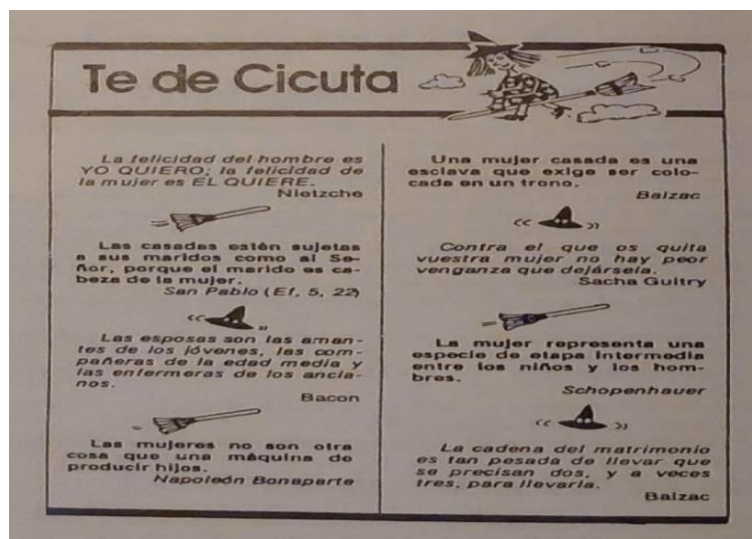 Te de Cicuta
La felicidad del hombre es
YO QUIERO; la felicidad de
la mujer es EL QUIERE.
Nietzche
Las casadas estén sujetas
a sus maridos como al Se-
ñor, porque el marido es ca-
beza de la mujer.
San Pablo (Ef, 5, 22)
Las esposas son las aman-
tes de los jóvenes, las com-
pañeras de la edad media y
las enfermeras de los ancia-
nos.
Bacon
Las mujeres no son otra
cosa que una máquina de
producir hijos.
Napoleón Bonaparte
Una mujer casada es una
esclava que exige ser colo-
cada en un trono.
Balzac
Contra el que os quita
vuestra mujer no hay peor
venganza que dejársela.
Sacha Guitry
La mujer representa una
especie de etapa intermedia
entre los niños y los hom-
bres.
Schopenhauer
La cadena del matrimonio
es tan pesada de llevar que
se precisan dos, y a veces
tres, para llevarla.
Balzac